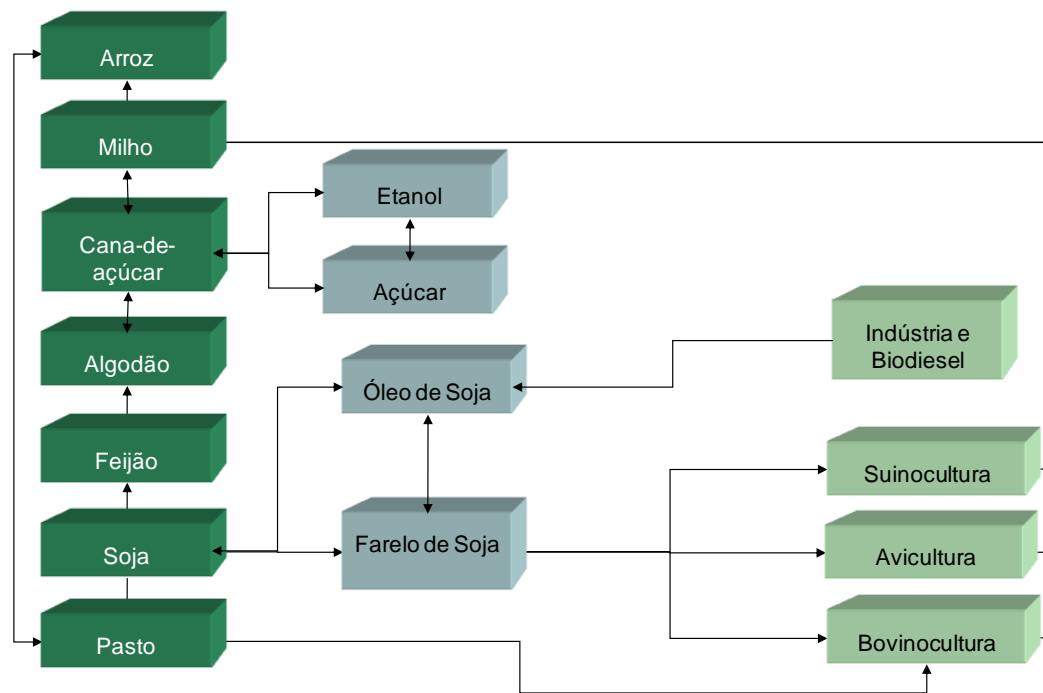 Arroz
Milho
Cana-de-
açúcar
Algodão
Feijão
Soja
Pasto
Etanol
Açúcar
Óleo de Soja
Farelo de Soja
Indústria e
Biodiesel
Suinocultura
Avicultura
Bovinocultura